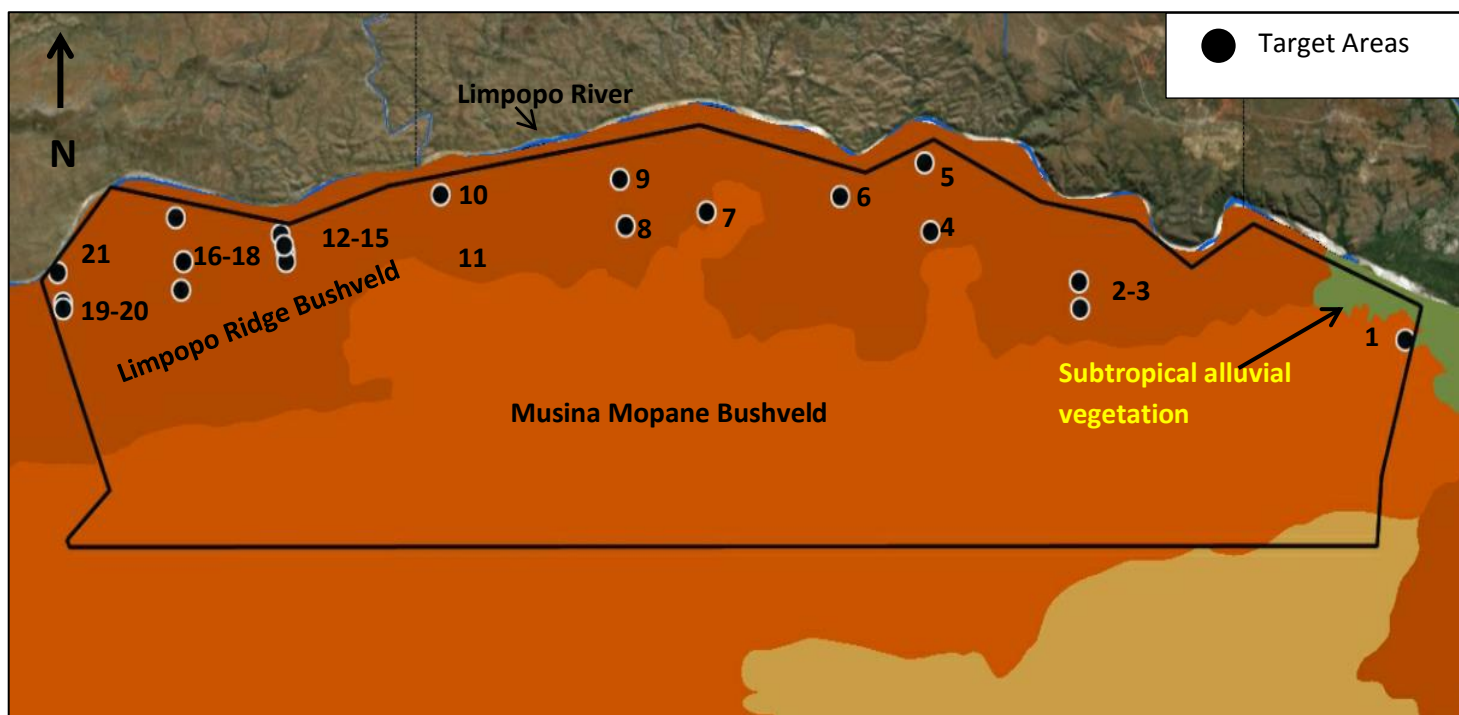 Target Areas
Limpopo River
N
5
9
10
6
7
8
4
12-15
21
16-18
11
2-3
19-20
Limpopo Ridge Bushveld
1
Subtropical alluvial
vegetation
Musina Mopane Bushveld